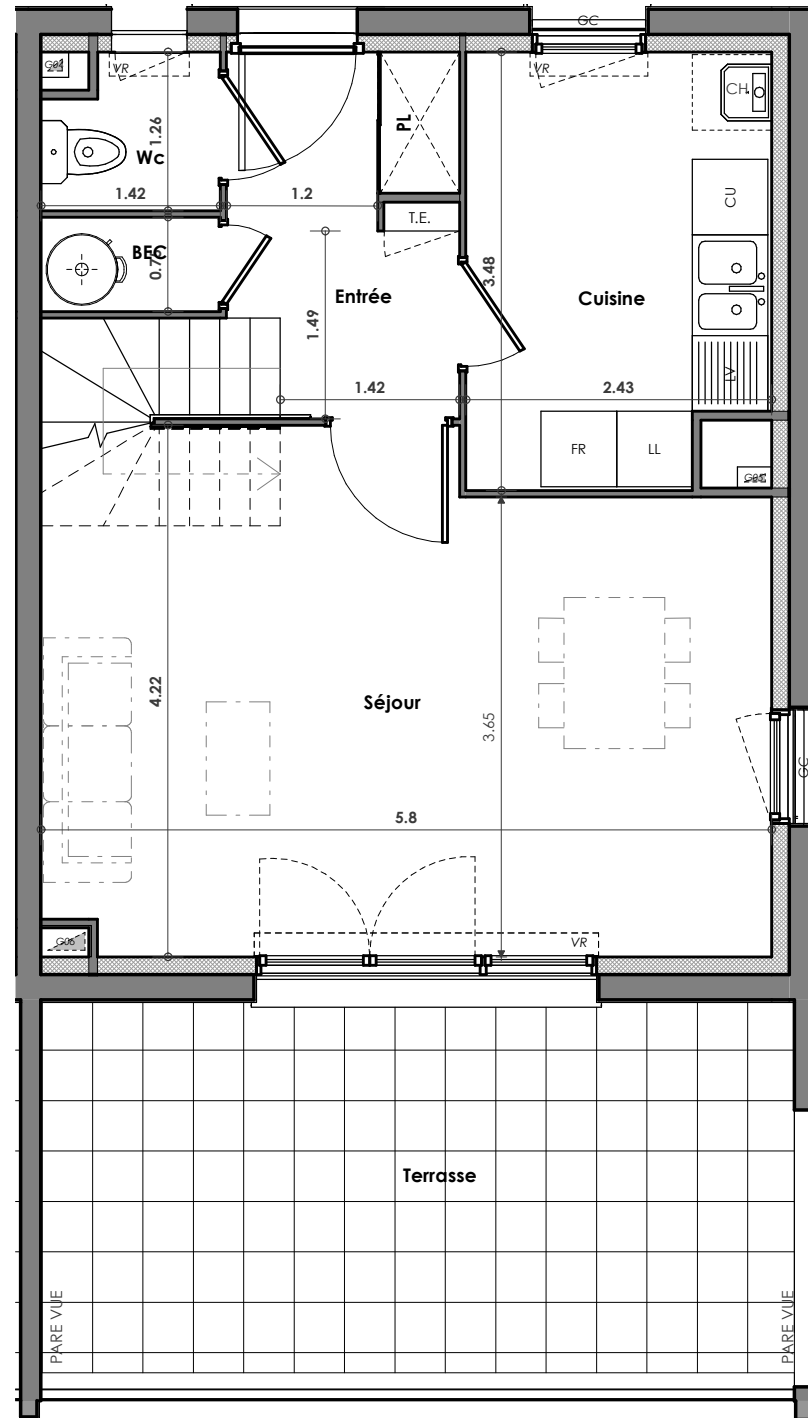 GC
VR
VR
CH
PL
1.26
Wc
1.42
1.2
CU
T.E.
BEC
3.48
Entrée
Cuisine
1.49
LV
1.42
2.43
FR
LL
4.22
Séjour
3.65
GC
5.8
G06
VR
Terrasse
PARE VUE
PARE VUE